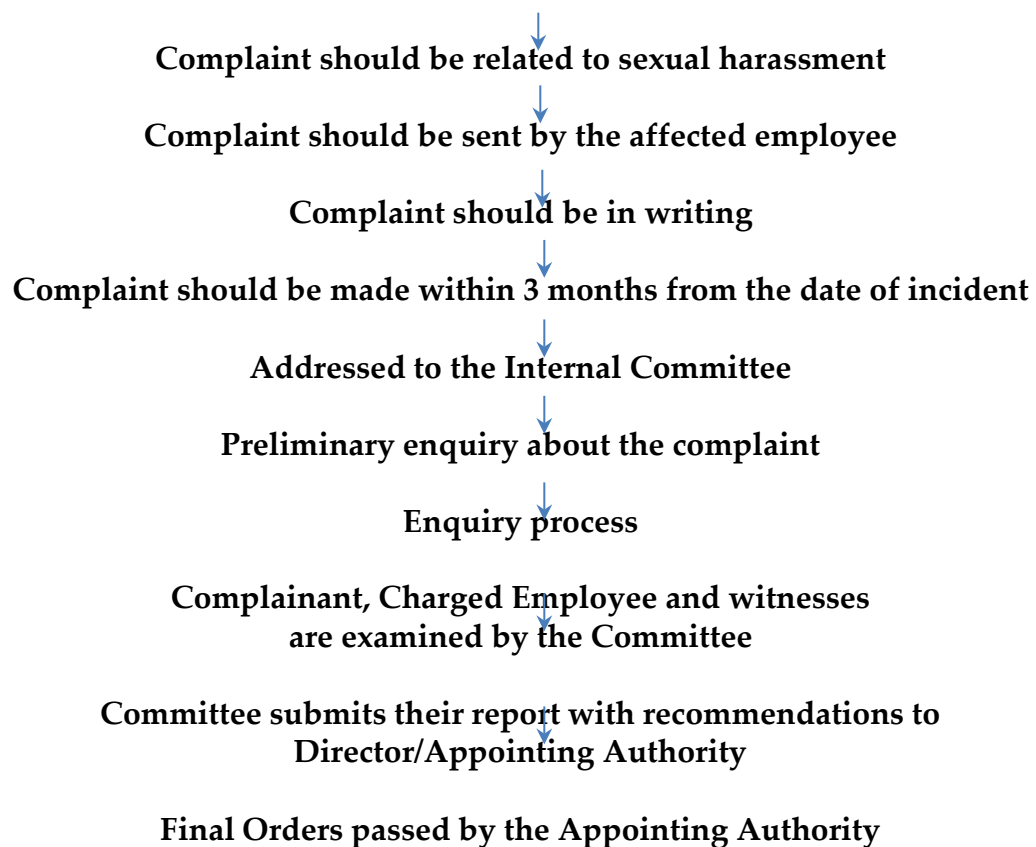 Complaint should be related to sexual harassment
Complaint should be sent by the affected employee
Complaint should be in writing
Complaint should be made within 3 months from the date of incident
Addressed to the Internal Committee
Preliminary enquiry about the complaint
Enquiry process
Complainant, Charged Employee and witnesses
are examined by the Committee
Committee submits their report with recommendations to
Director/Appointing Authority
Final Orders passed by the Appointing Authority